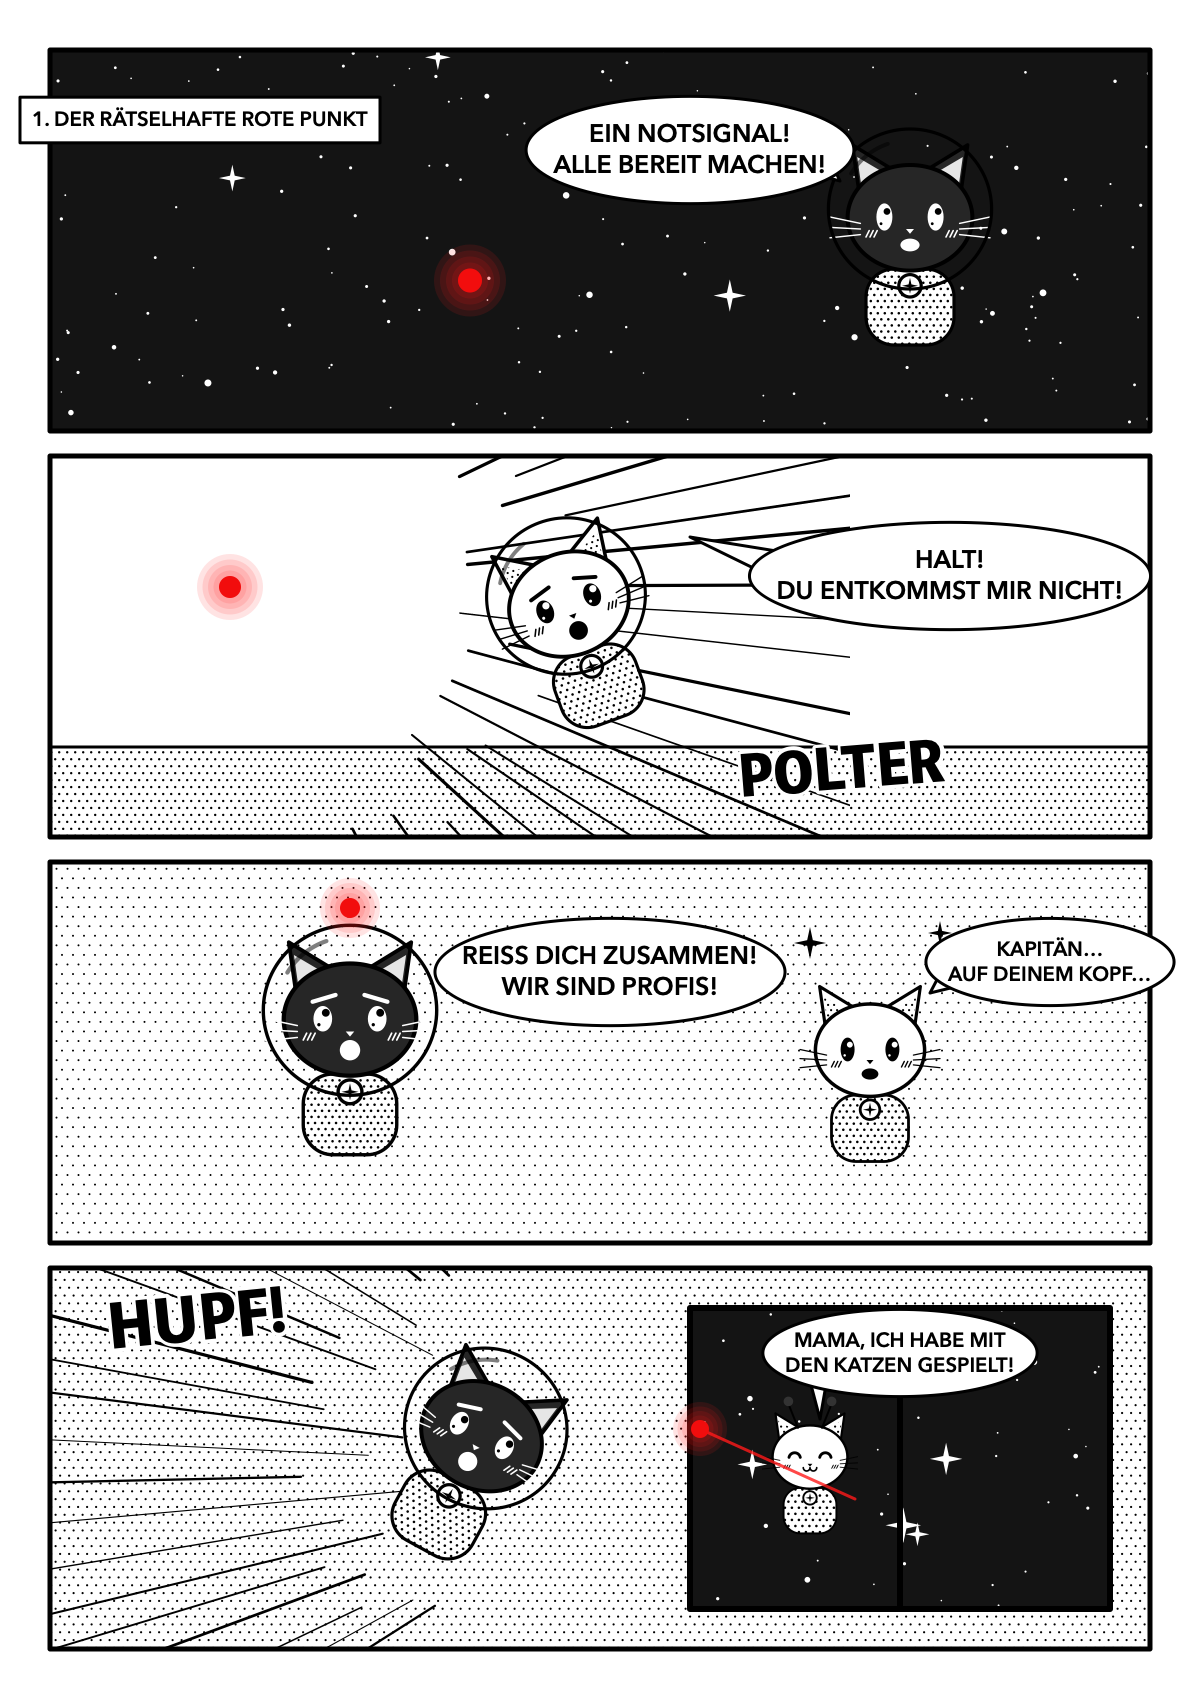 1. DER RÄTSELHAFTE ROTE PUNKT
EIN NOTSIGNAL!
ALLE BEREIT MACHEN!
HALT!
DU ENTKOMMST MIR NICHT!
POLTER
REISS DICH ZUSAMMEN!
WIR SIND PROFIS!
KAPITÄN...
AUF DEINEM KOPF...
HUPF!
MAMA, ICH HABE MIT
DEN KATZEN GESPIELT!